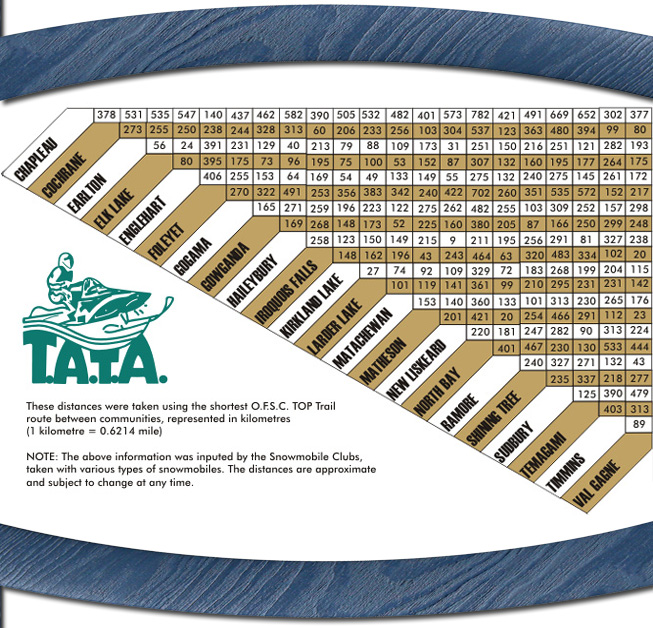 378 531 535 547 140 437 462 582 390 505 532 482 401 573 782 421 491 669 652 302 377
CHAPLEAU
273 255 250 238 244 328 313 60 206 233 256 103 304 537 123 363 480 394 99 80
COCHRANE
56 24 391 231 129 40 213 79 88 109 173 31 251 150 216 251 121 282 193
EARLTON
80 395 175 73 96 195 75 100 53 152 87 307 132 160 195 177 264 175
ELK LAKE
406 255 153 64 169 54 49 133 149 55 275 132 240 275 145 261 172
ENGLEHART
270 322 491 253 356 383 342 240 422 702 260 351 535 572 152 217
FOLEYET
165 271 259 196 223 122 275 262 482 255 103 309 252 157 298
GOGAMA
169 268 148 173 52 225 160 380 205 87 166 250 299 248
GOWGANDA
258 123 150 149 215 9 211 195 256 291 81 327 238
HAILEYBURY
148 162 196 43 243 464 63 320 483 334 102 20
IROQUOIS FALLS
27 74 92 109 329 72 183 268 199 204 115
KIRKLAND LAKE
101 119 141 361 99 210 295 231 231 142
LARDER LAKE
153 140 360 133 101 313 230 265 176
MATACHEWAN
201 421 20 254 466 291 112 23
MATHESON
220 181 247 282 90 313 224
NEW LISKEARD
401 467 230 130 533 444
NORTH BAY
240 327 271 132 43
RAMORE
235 337 218 277
SHINING TREE
125 390 479
SUDBURY
403 313
TEMAGAMI
89
TIMMINS
VAL GAGNE
T.A.T.A.
These distances were taken using the shortest O.F.S.C. TOP Trail
route between communities, represented in kilometres
(1 kilometre = 0.6214 mile)
NOTE: The above information was inputed by the Snowmobile Clubs,
taken with various types of snowmobiles. The distances are approximate
and subject to change at any time.